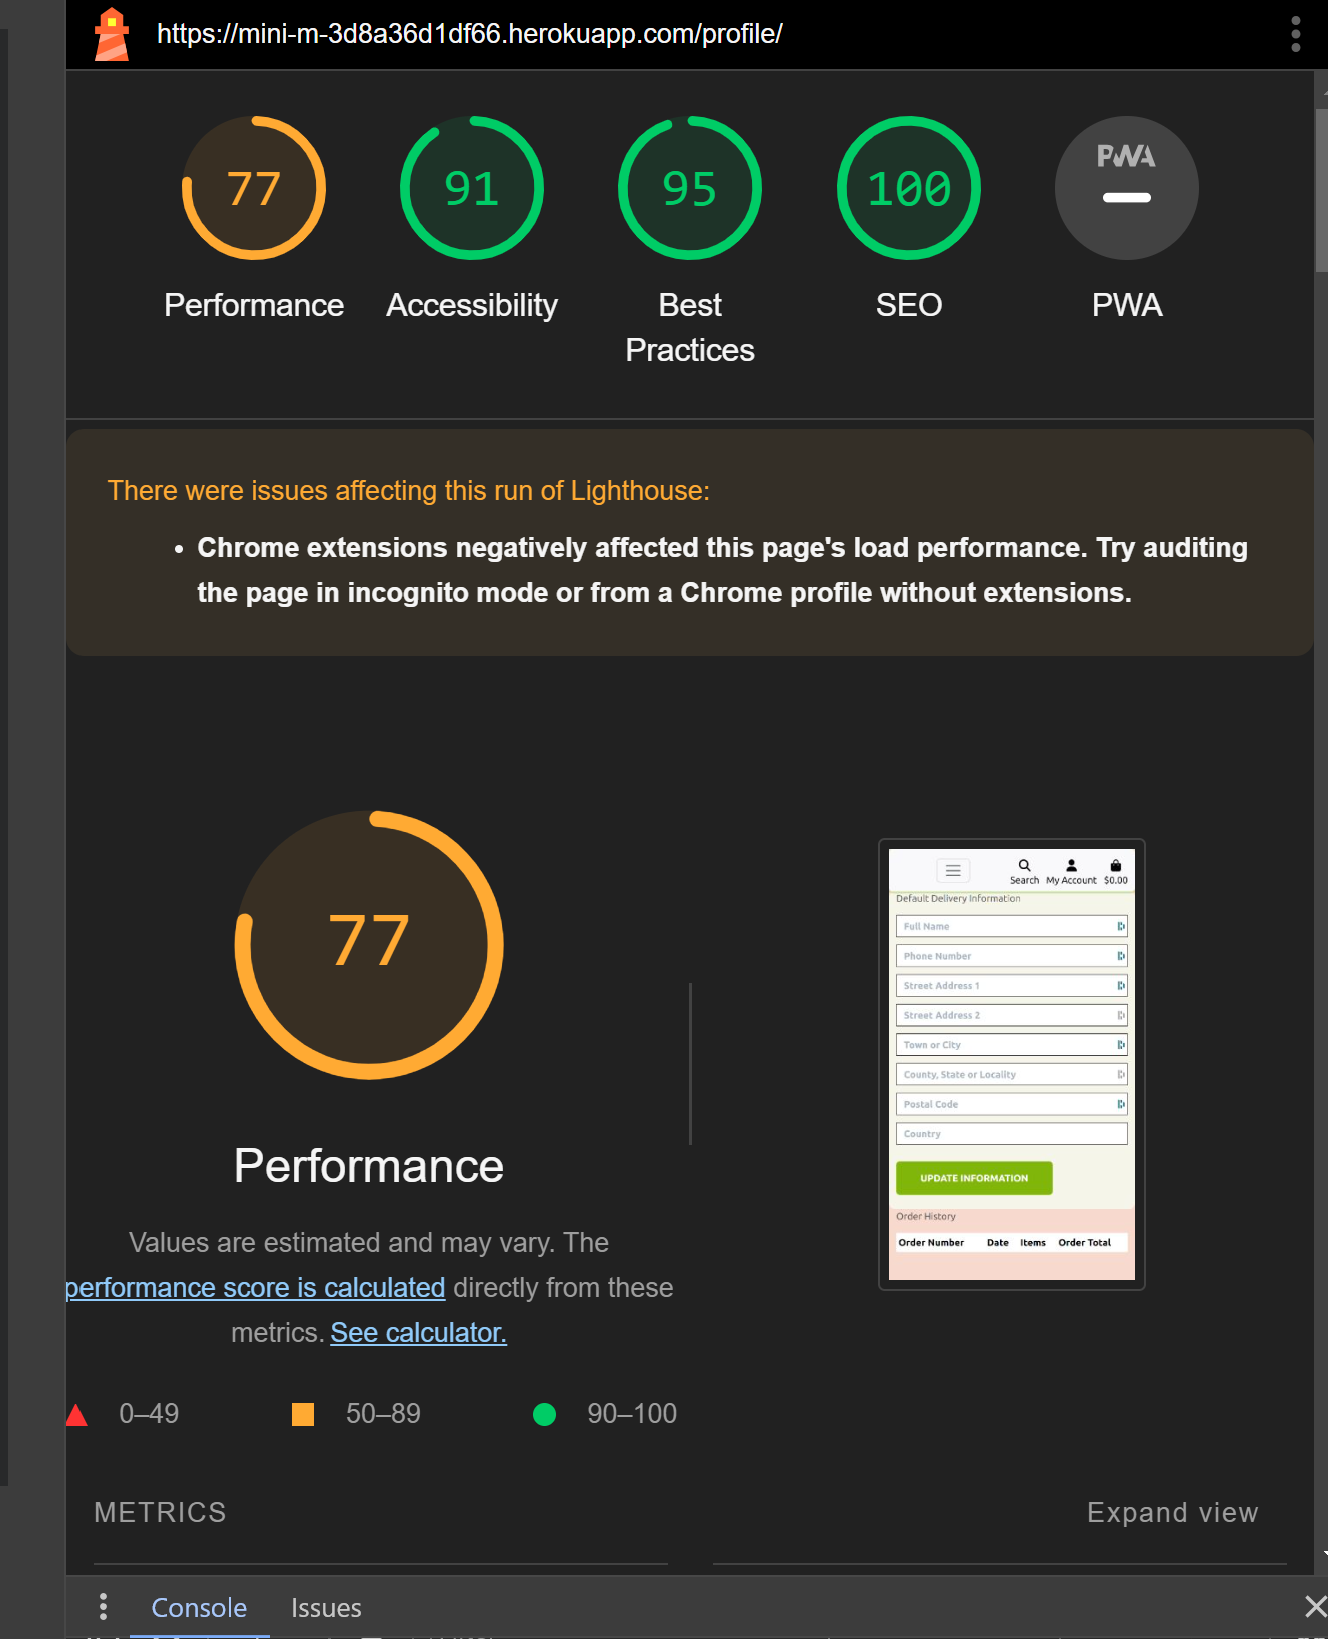 https://mini-m-3d8a36d1df66.herokuapp.com/profile/
77
91
95
100
PWA
Performance
Accessibility
Best
Practices
SEO
PWA
There were issues affecting this run of Lighthouse:
Chrome extensions negatively affected this page's load performance. Try auditing
the page in incognito mode or from a Chrome profile without extensions.
77
Performance
Values are estimated and may vary. The
performance score is calculated directly from these
metrics. See calculator.
0–49
50–89
90–100
Search
My Account
$0.00
Default Delivery Information
Full Name
Phone Number
Street Address 1
Street Address 2
Town or City
County, State or Locality
Postal Code
Country
UPDATE INFORMATION
Order History
Order Number Date Items Order Total
METRICS
Expand view
Console
Issues